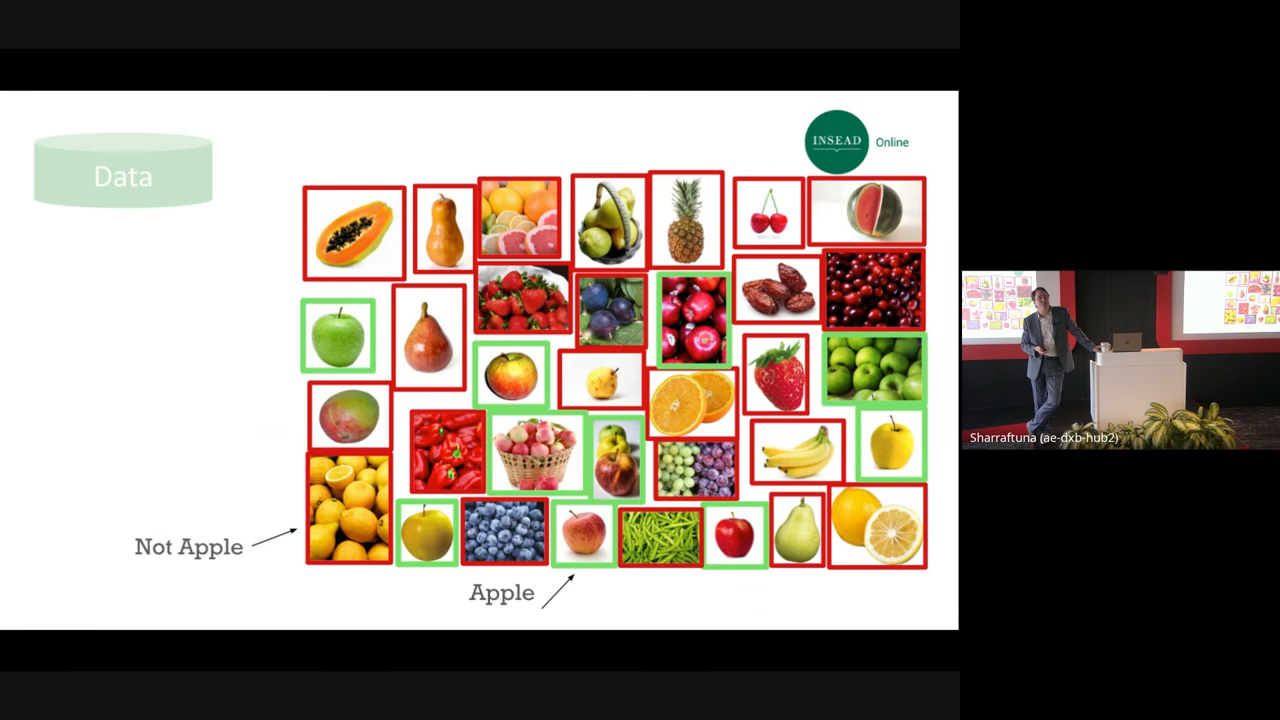 Data
INSEAD
Online
Not Apple
Apple
Sharraftuna (ae-dxb-hub2)